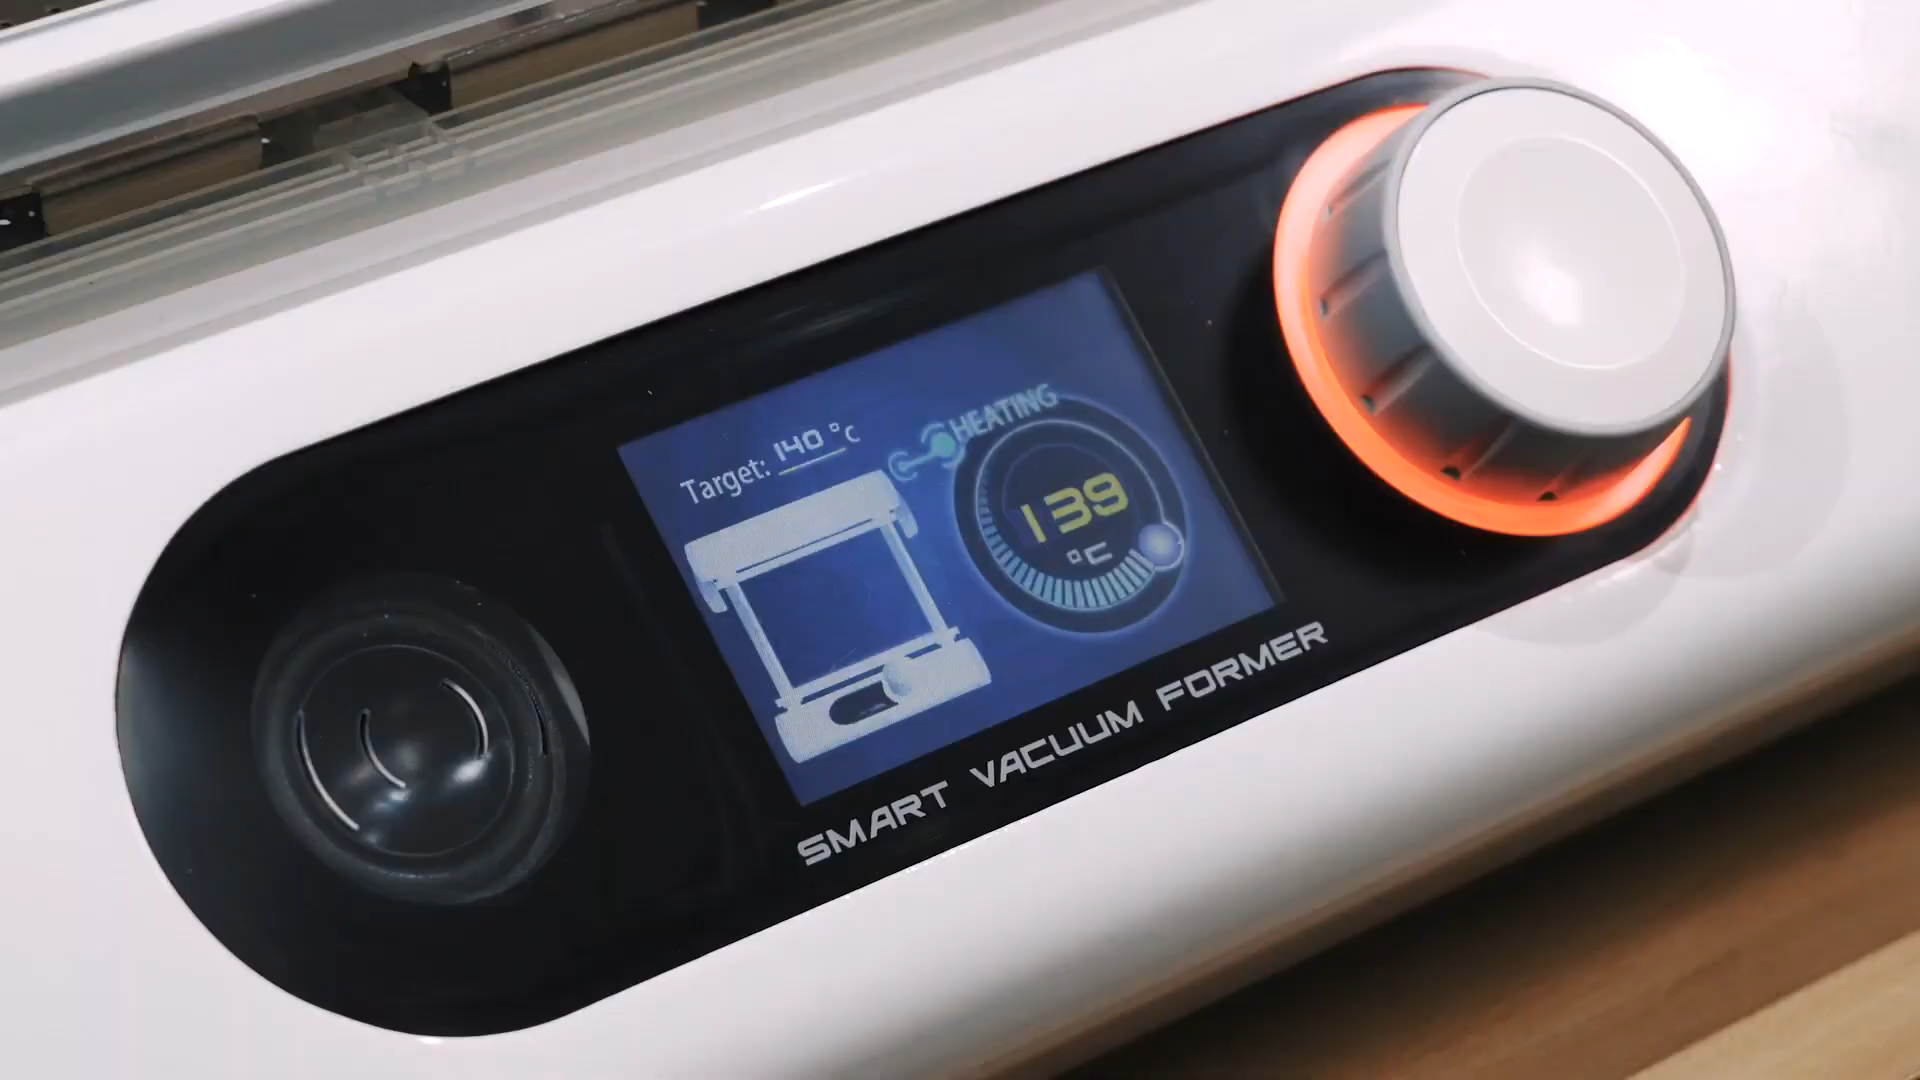 Target: 140 °C
HEATING
139
°C
SMART VACUUM FORMER